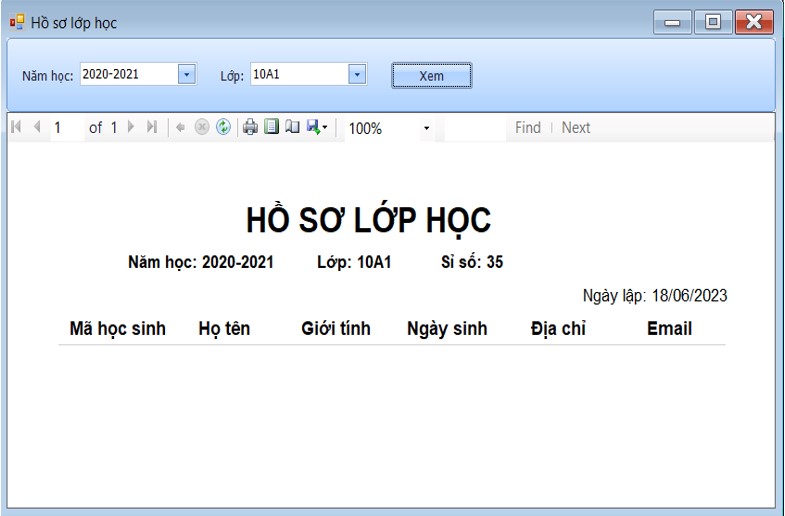 Hồ sơ lớp học
Năm học: 2020-2021 Lớp: 10A1 Xem
1 of 1 100% Find | Next
HỒ SƠ LỚP HỌC
Năm học: 2020-2021 Lớp: 10A1 Sỉ số: 35
Ngày lập: 18/06/2023
Mã học sinh Họ tên Giới tính Ngày sinh Địa chỉ Email